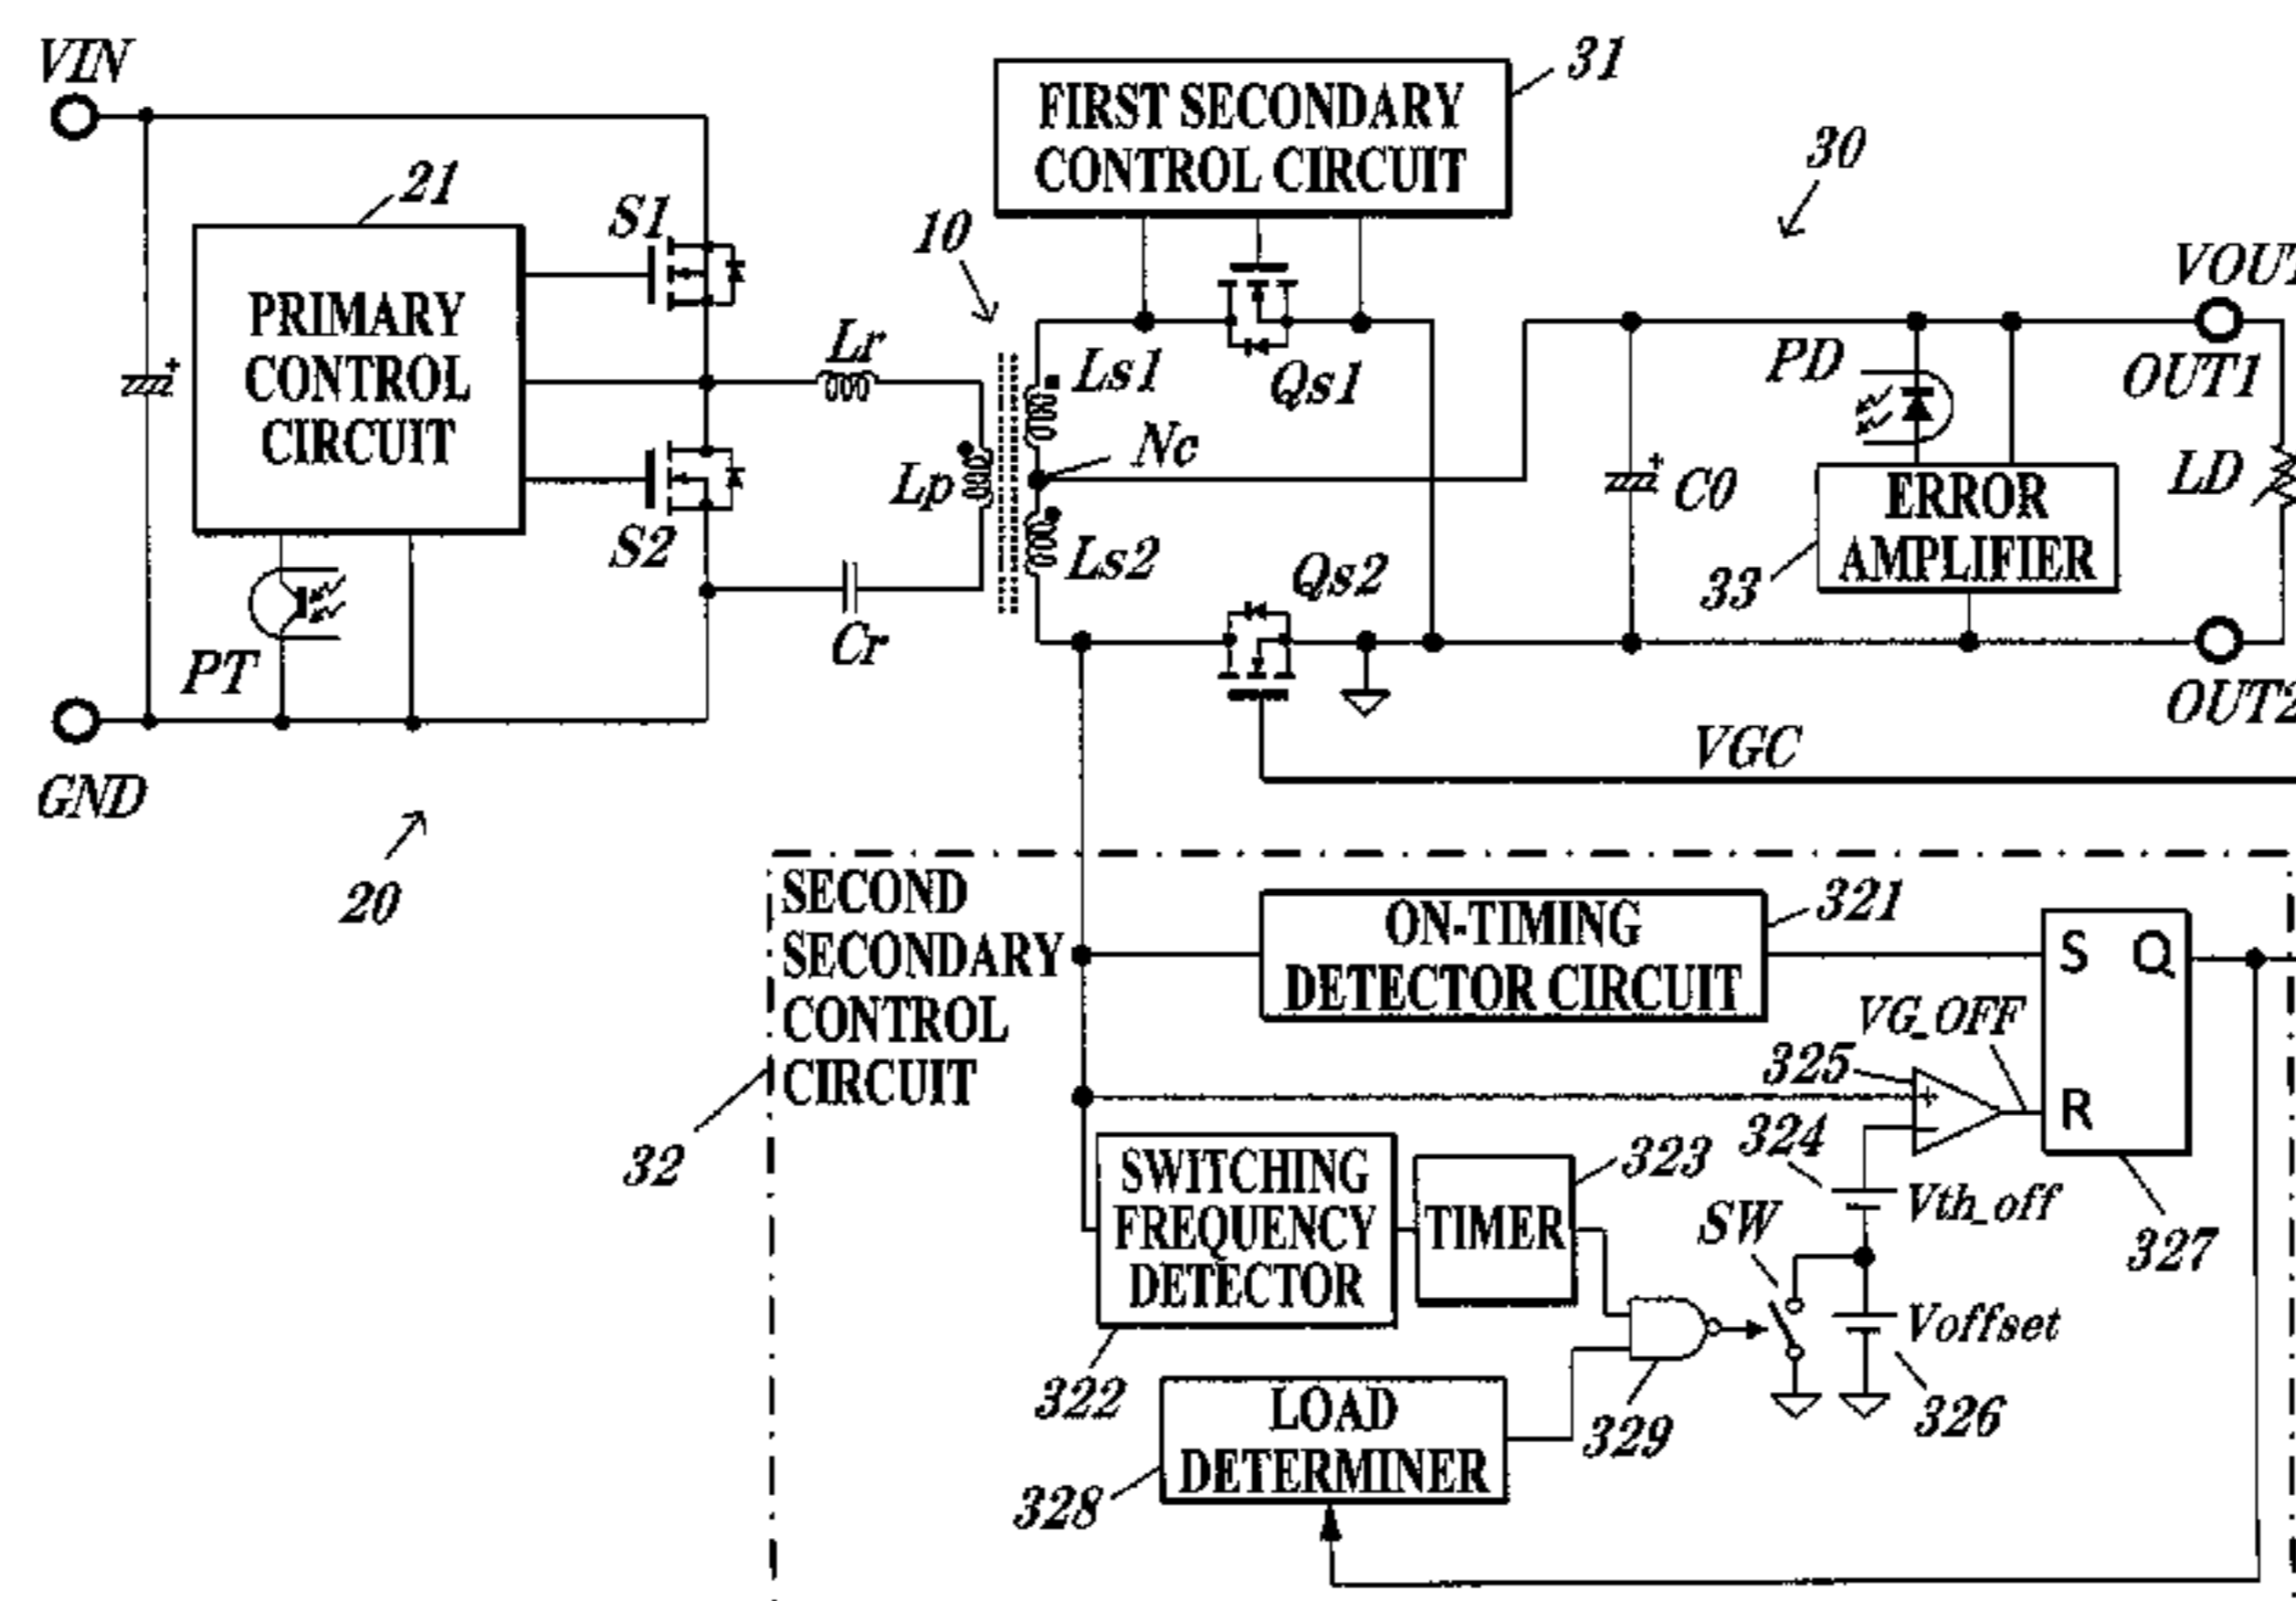 VIN
31
FIRST SECONDARY
CONTROL CIRCUIT
30
21
S1
10
PRIMARY
CONTROL
CIRCUIT
Lr
Ls1
Qs1
PD
OUT1
Nc
Lp
LD
C0
ERROR
AMPLIFIER
S2
Ls2
Qs2
33
Cr
PT
VGC
GND
20
SECOND
SECONDARY
CONTROL
CIRCUIT
ON-TIMING
DETECTOR CIRCUIT
321
S Q
VG_OFF
325
R
32
324
SWITCHING
FREQUENCY
DETECTOR
TIMER
323
SW
Vth_off
327
Voffset
322
LOAD
DETERMINER
329
326
328